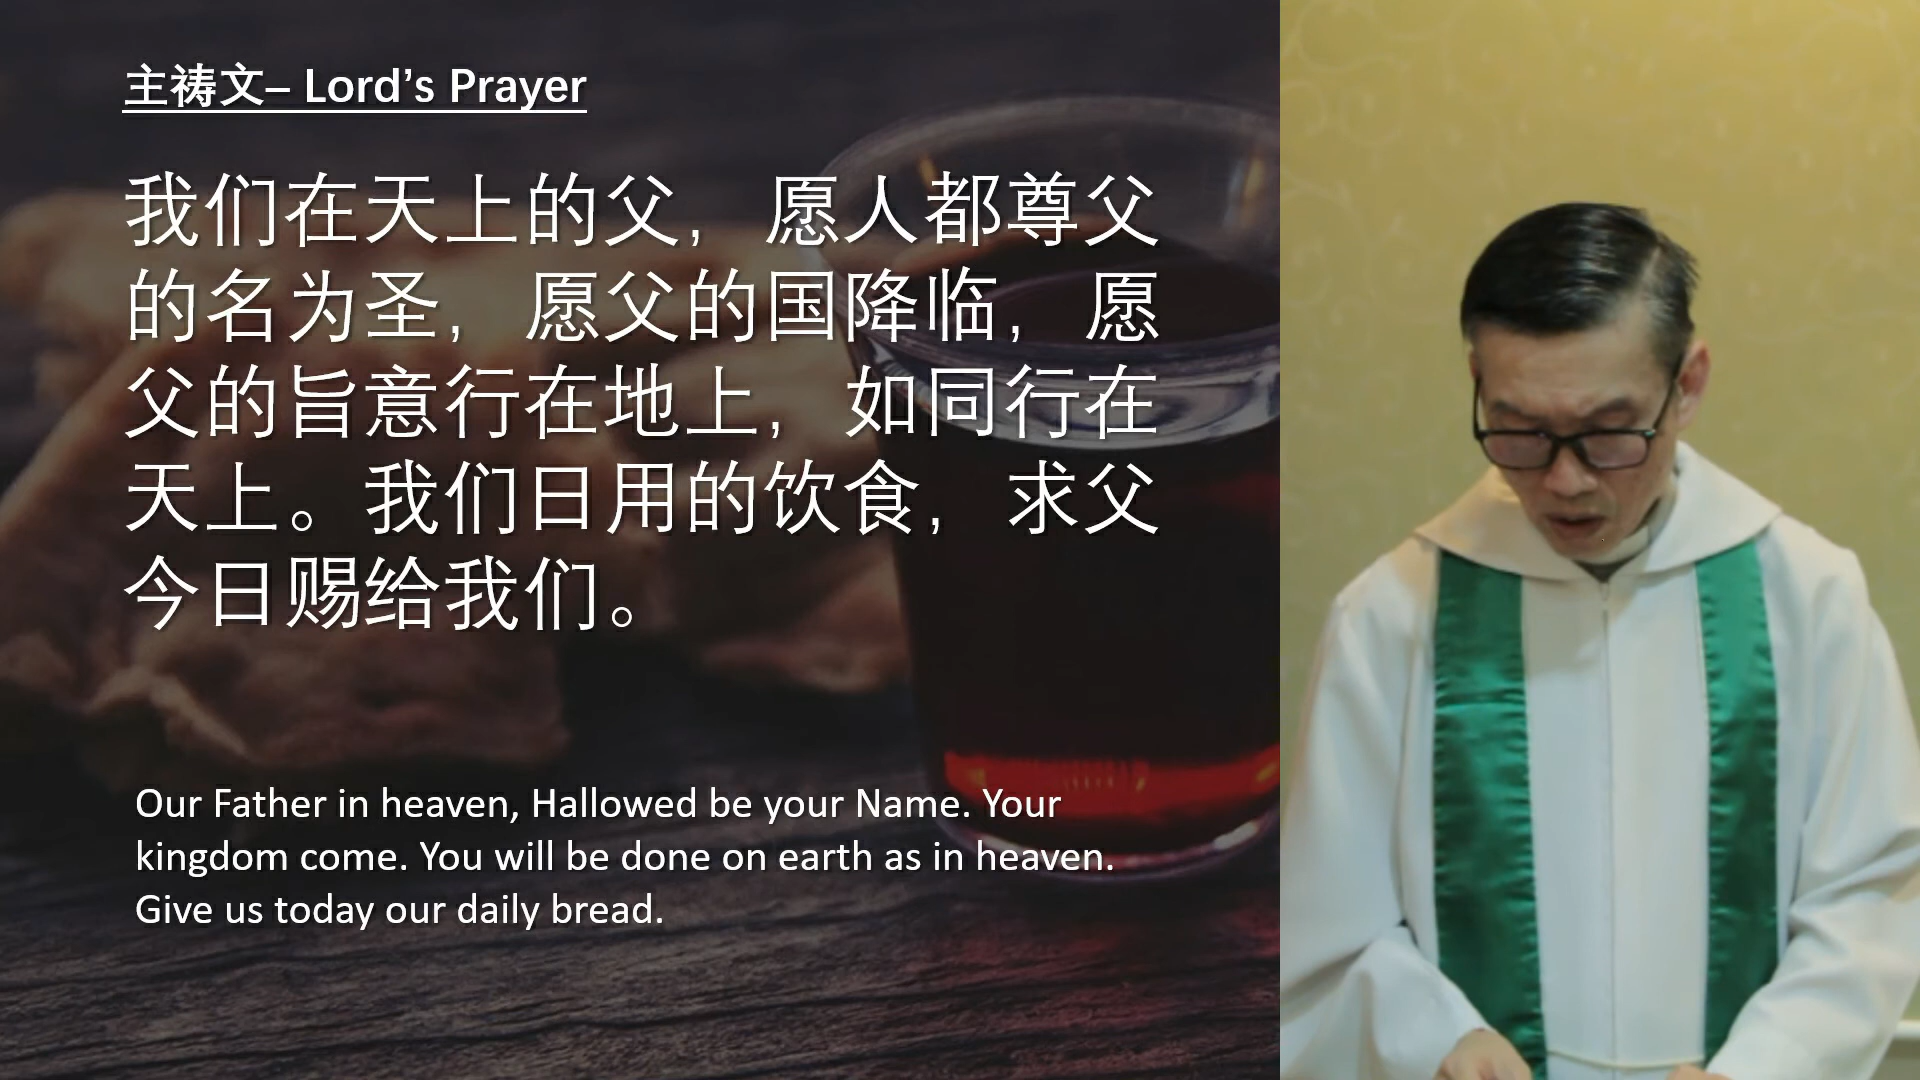 主祷文– Lord’s Prayer
我们在天上的父，愿人都尊父
的名为圣，愿父的国降临，愿
父的旨意行在地上，如同行在
天上。我们日用的饮食，求父
今日赐给我们。
Our Father in heaven, Hallowed be your Name. Your
kingdom come. You will be done on earth as in heaven.
Give us today our daily bread.